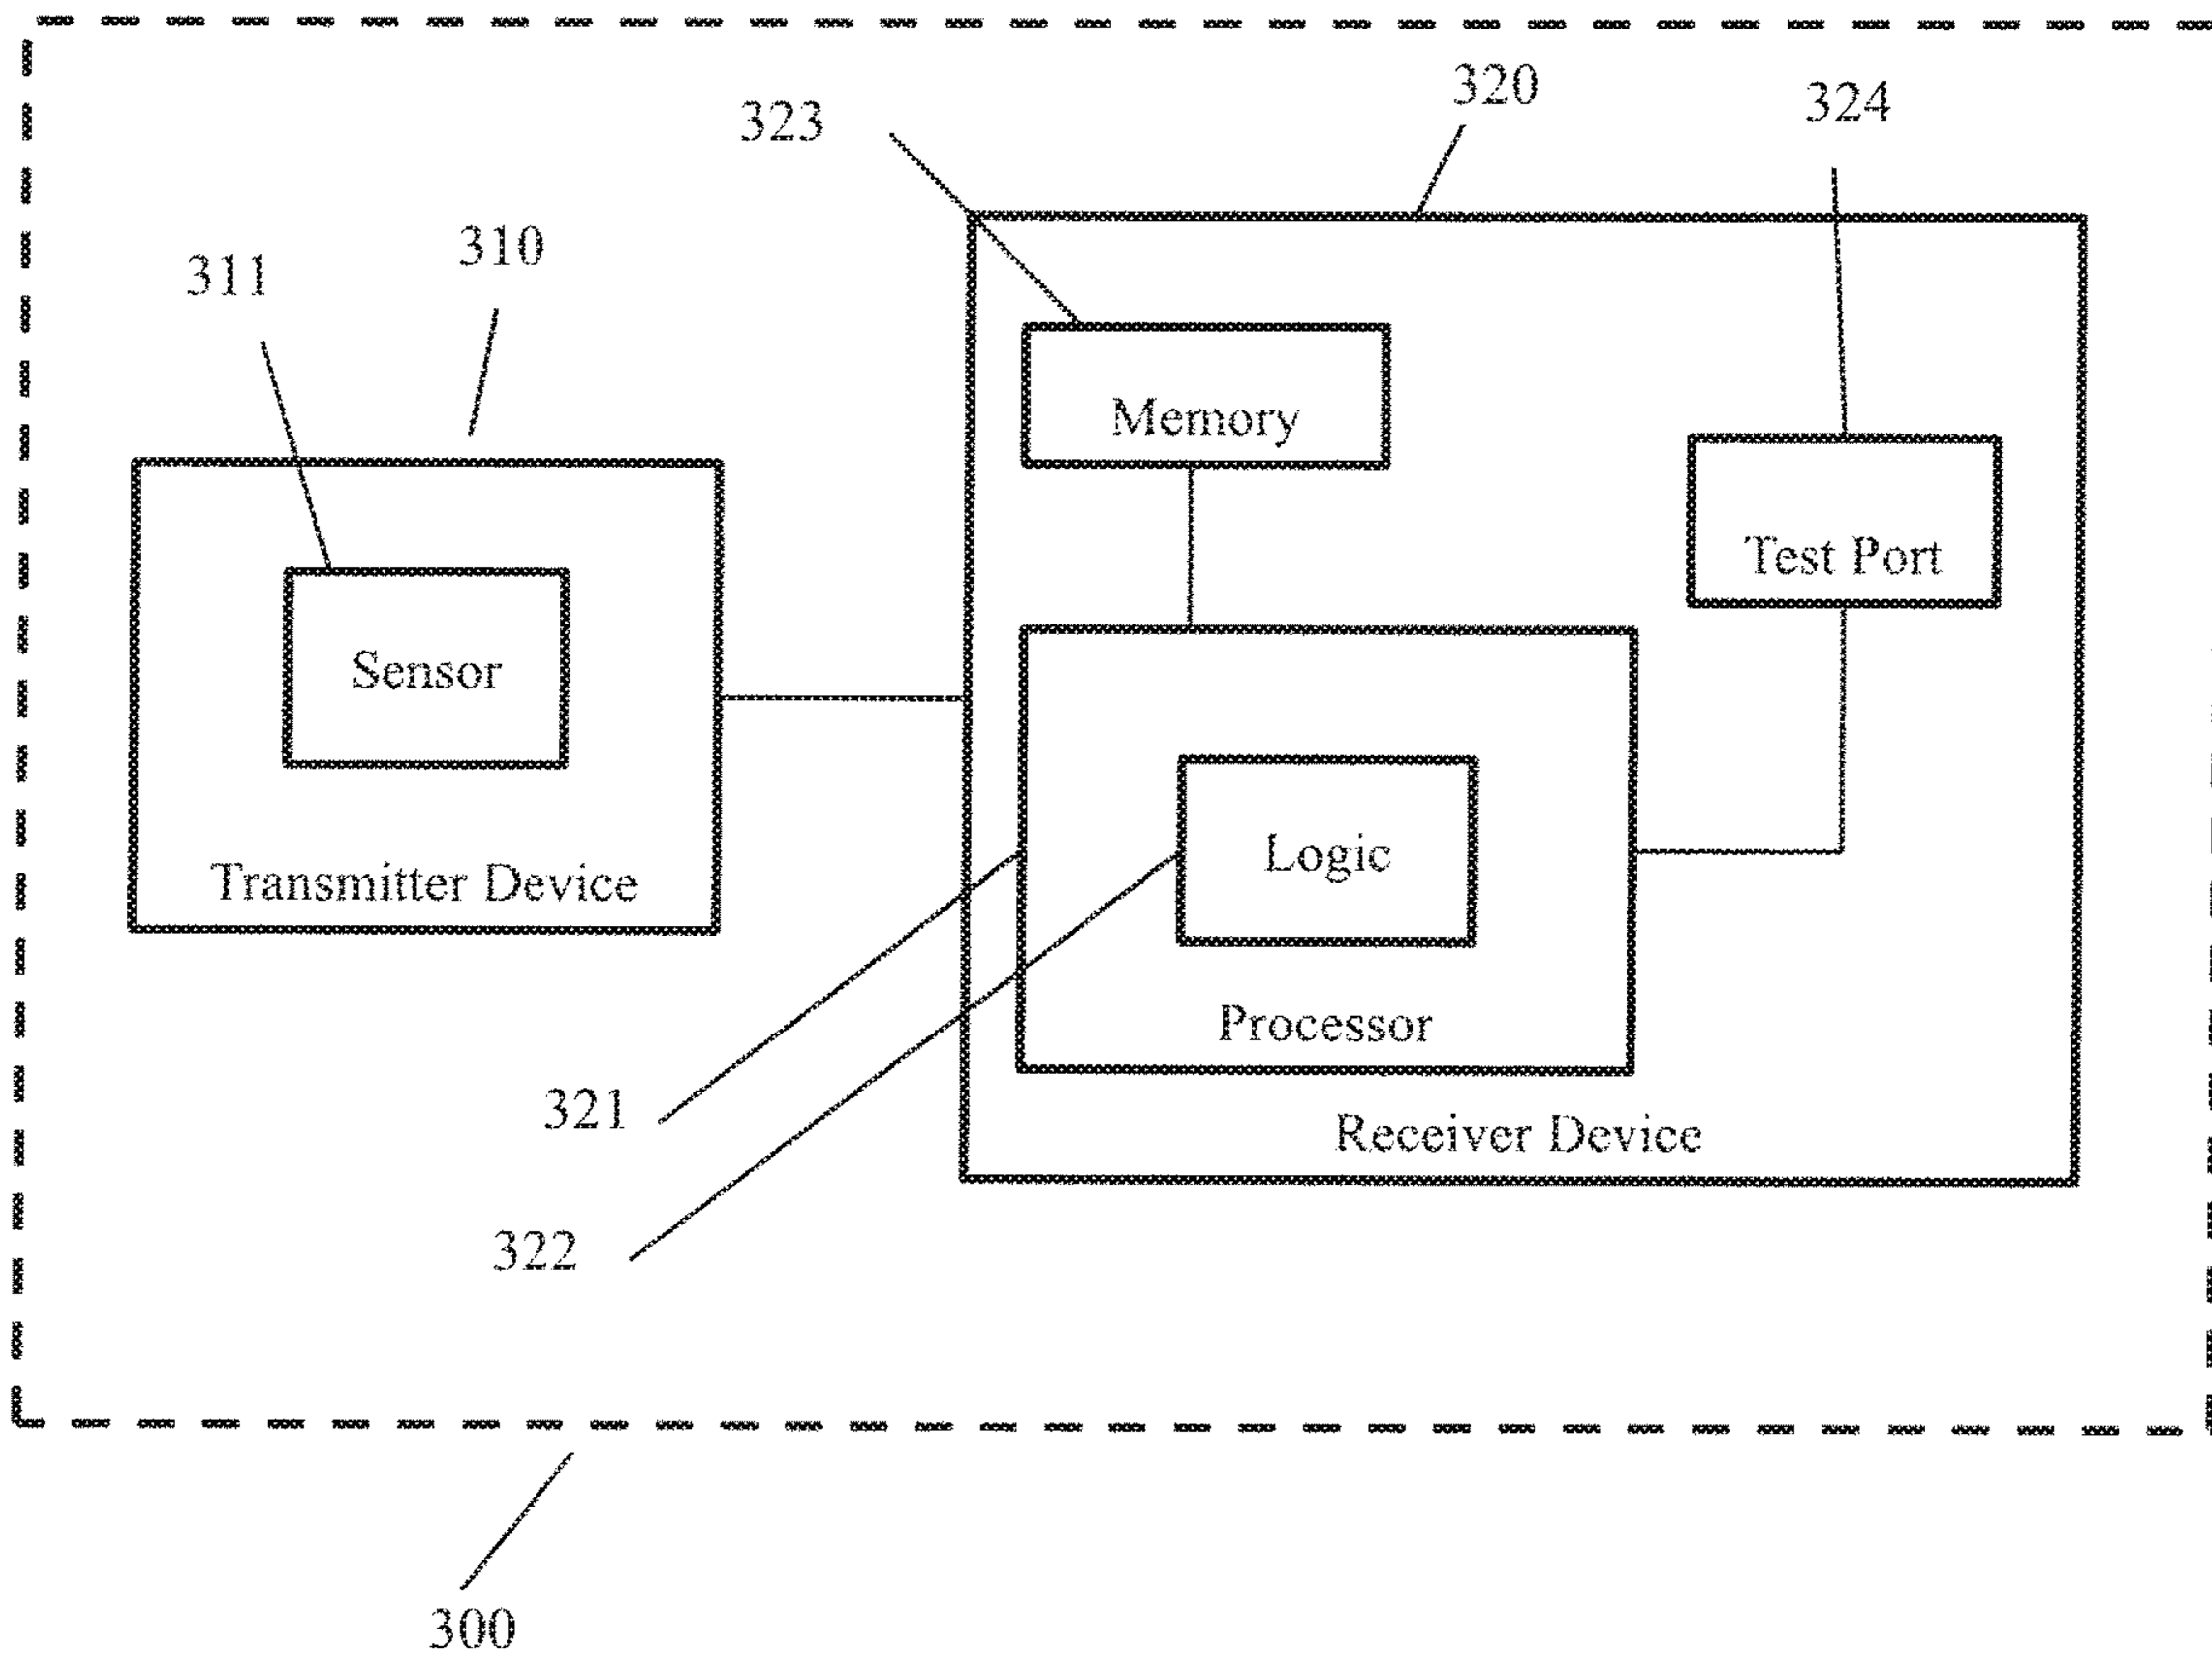 320
324
323
310
311
Memory
Test Port
Sensor
Logic
Transmitter Device
Processor
321
Receiver Device
322
300